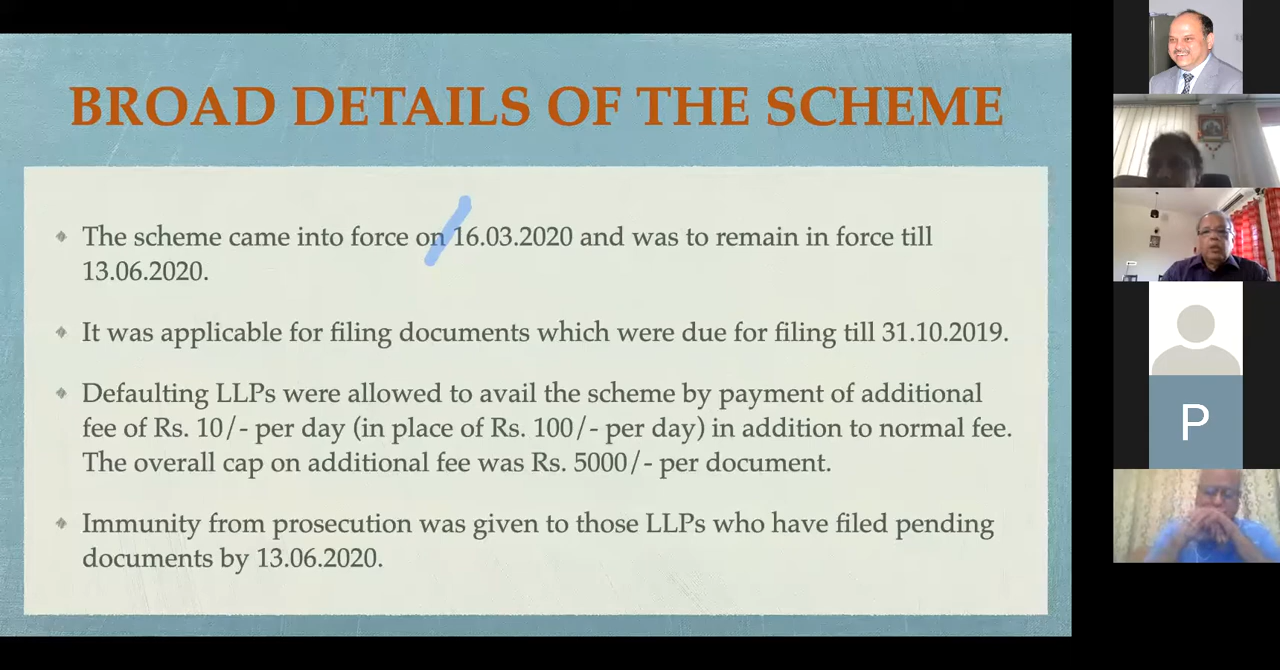 BROAD DETAILS OF THE SCHEME
The scheme came into force on 16.03.2020 and was to remain in force till
13.06.2020.
It was applicable for filing documents which were due for filing till 31.10.2019.
Defaulting LLPs were allowed to avail the scheme by payment of additional
fee of Rs. 10/- per day (in place of Rs. 100/- per day) in addition to normal fee.
The overall cap on additional fee was Rs. 5000/- per document.
Immunity from prosecution was given to those LLPs who have filed pending
documents by 13.06.2020.
P